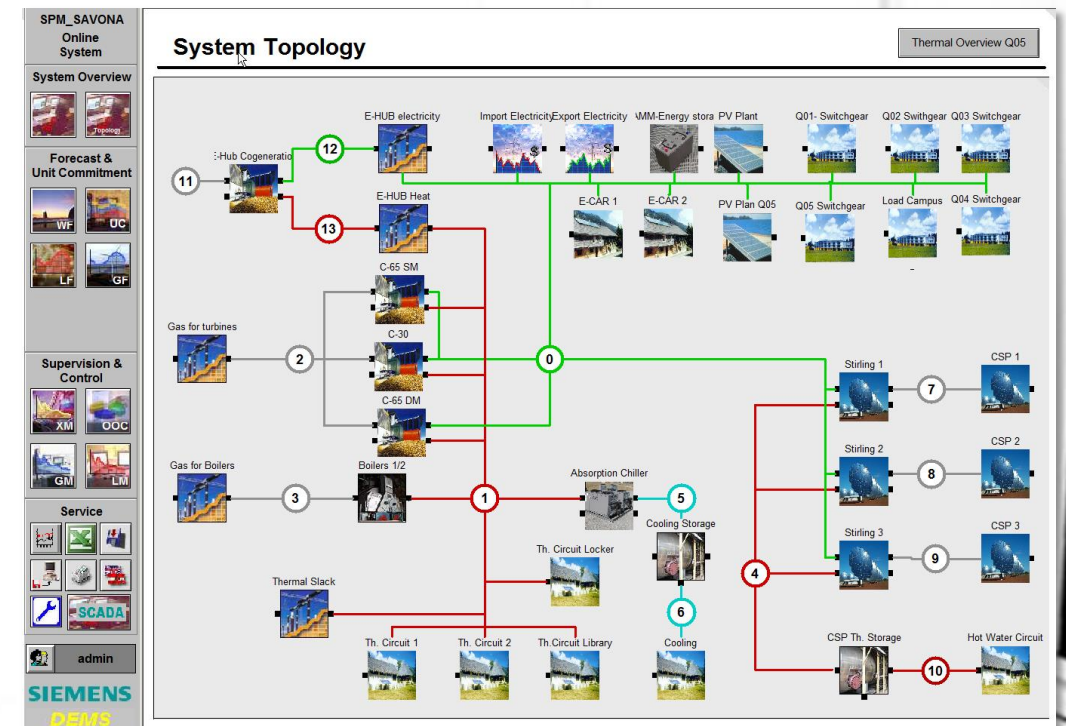 SPM_SAVONA
Online
System
System Overview
Topology
Forecast &
Unit Commitment
WF
UC
LF
GF
Supervision &
Control
XM
OOC
GM
LM
Service
SCADA
admin
SIEMENS
DEMS
System Topology
Thermal Overview Q05
E-HUB electricity
Import Electricity
Export Electricity
AMM-Energy stora
PV Plant
Q01- Switchgear
Q02 Swithgear
Q03 Switchgear
12
:-Hub Cogeneratio
11
E-HUB Heat
E-CAR 1
E-CAR 2
PV Plan Q05
Q05 Switchgear
Load Campus
Q04 Switchgear
13
C-65 SM
Gas for turbines
C-30
2
0
Stirling 1
CSP 1
7
C-65 DM
Gas for Boilers
Boilers 1/2
Absorption Chiller
Stirling 2
CSP 2
3
1
5
8
Cooling Storage
Stirling 3
CSP 3
Th. Circuit Locker
9
Thermal Slack
4
6
Th. Circuit 1
Th. Circuit 2
Th.Circuit Library
Cooling
CSP Th. Storage
Hot Water Circuit
10